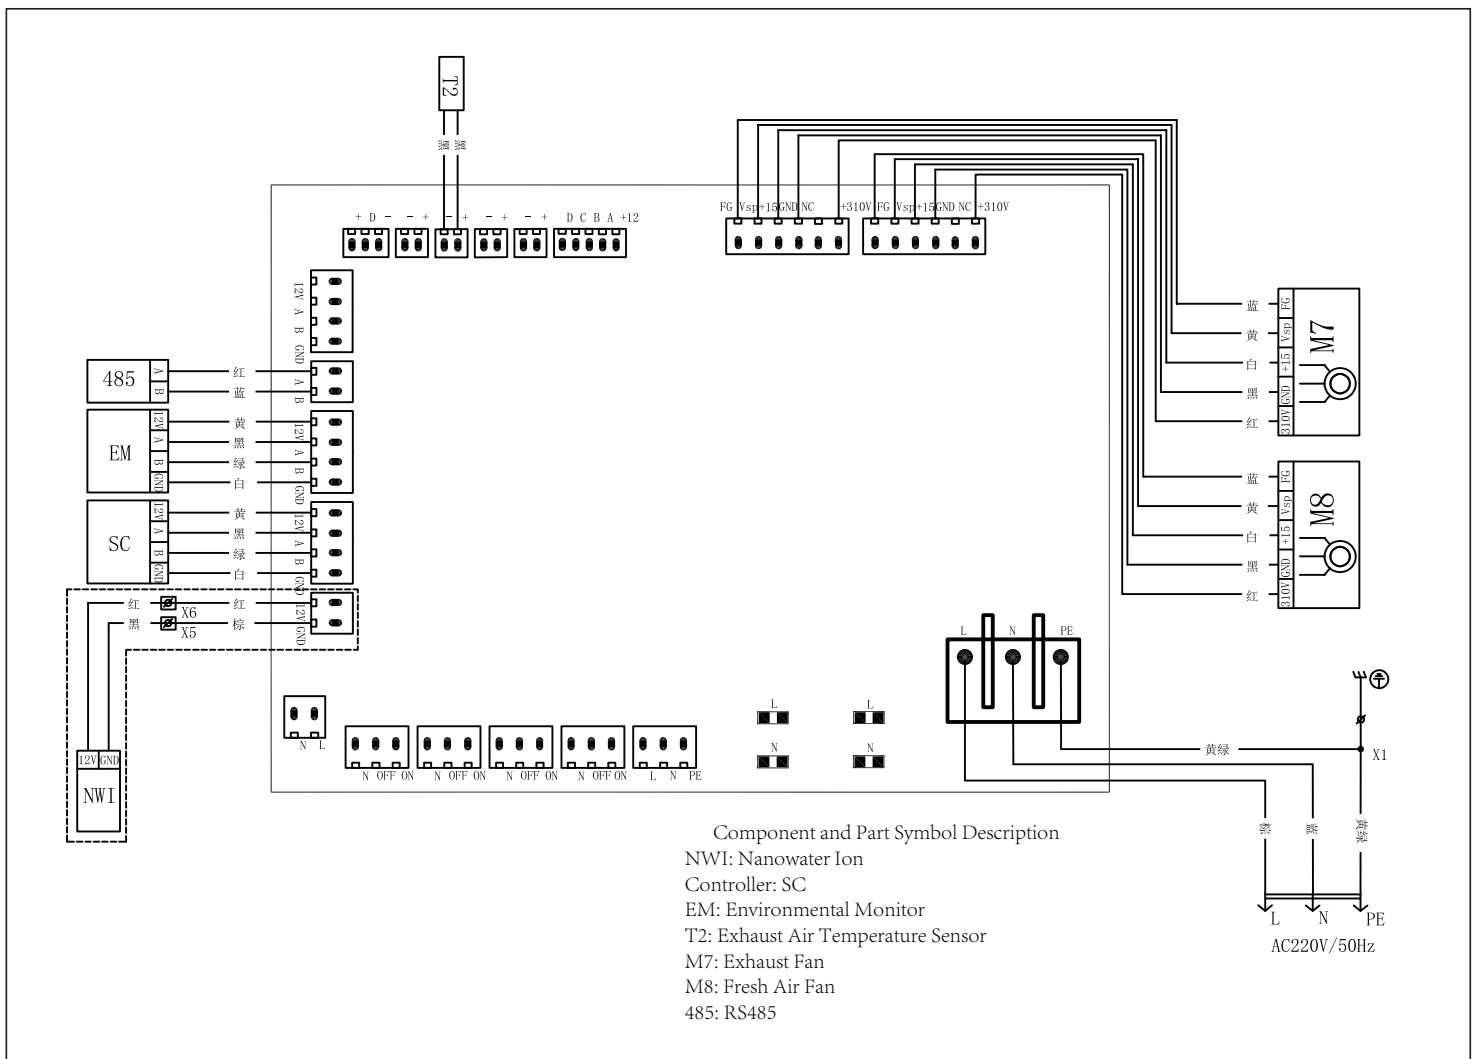 T2
黑 黑
+ D - - + - + - + - + D C B A +12
FG Vsp +15 GND NC +310V FG Vsp +15 GND NC +310V
12V
A
B
GND
485 A 红 A
B 蓝 B
EM 12V 黄 12V
A 黑 A
B 绿 B
GND 白 GND
SC 12V 黄 12V
A 黑 A
B 绿 B
GND 白 GND
红 X6 红 12V
黑 X5 棕 GND
12V GND
NWI
蓝 FG
黄 Vsp
白 +15
黑 GND
红 310V
M7
蓝 FG
黄 Vsp
白 +15
黑 GND
红 310V
M8
L N PE
N L
N OFF ON N OFF ON N OFF ON N OFF ON L N PE
L L
N N
黄绿 X1
棕 蓝 黄绿
L N PE
AC220V/50Hz
Component and Part Symbol Description
NWI: Nanowater Ion
Controller: SC
EM: Environmental Monitor
T2: Exhaust Air Temperature Sensor
M7: Exhaust Fan
M8: Fresh Air Fan
485: RS485